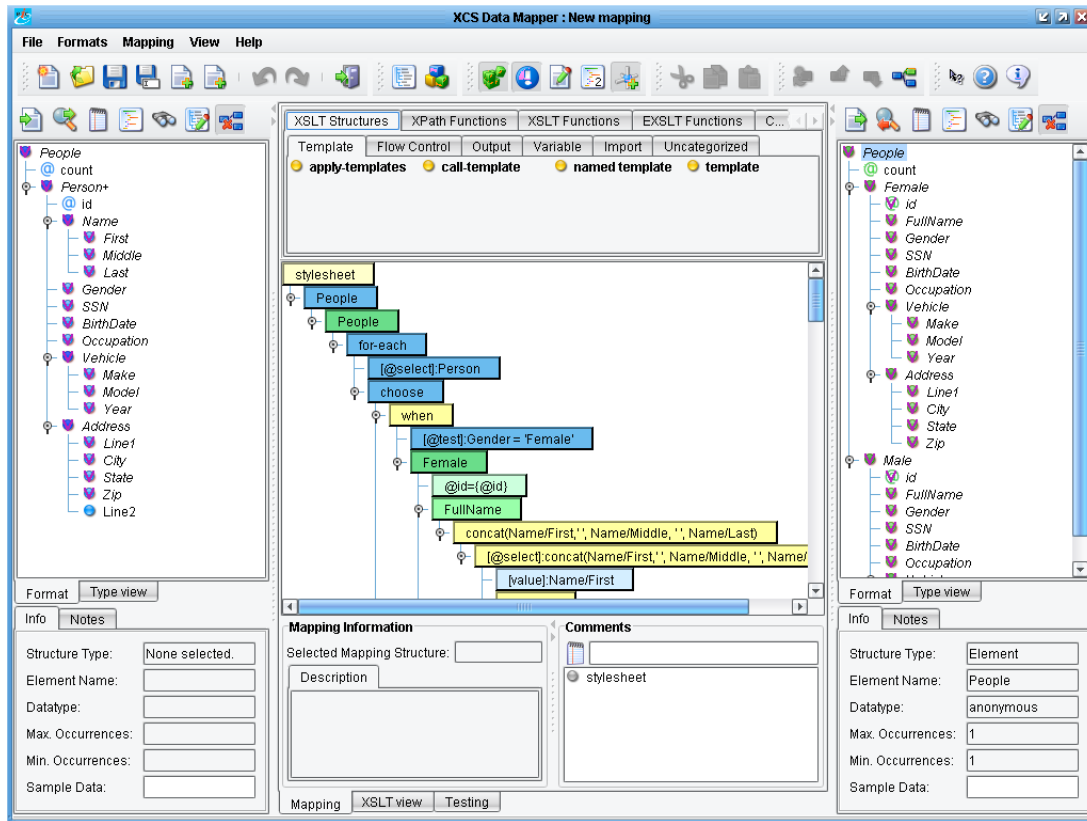 XCS Data Mapper : New mapping
File Formats Mapping View Help
People
@ count
Person+
@ id
Name
First
Middle
Last
Gender
SSN
BirthDate
Occupation
Vehicle
Make
Model
Year
Address
Line1
City
State
Zip
Line2
Format Type view
Info Notes
Structure Type: None selected.
Element Name:
Datatype:
Max. Occurrences:
Min. Occurrences:
Sample Data:
XSLT Structures XPath Functions XSLT Functions EXSLT Functions C...
Template Flow Control Output Variable Import Uncategorized
apply-templates call-template named template template
stylesheet
People
People
for-each
[@select]:Person
choose
when
[@test]:Gender = 'Female'
Female
@id={@id}
FullName
concat(Name/First,' ', Name/Middle, ' ', Name/Last)
[@select]:concat(Name/First,' ', Name/Middle, ' ', Name/
[value]:Name/First
Mapping Information
Selected Mapping Structure:
Description
Comments
stylesheet
Mapping XSLT view Testing
People
@ count
Female
id
FullName
Gender
SSN
BirthDate
Occupation
Vehicle
Make
Model
Year
Address
Line1
City
State
Zip
Male
id
FullName
Gender
SSN
BirthDate
Occupation
Format Type view
Info Notes
Structure Type: Element
Element Name: People
Datatype: anonymous
Max. Occurrences: 1
Min. Occurrences: 1
Sample Data: